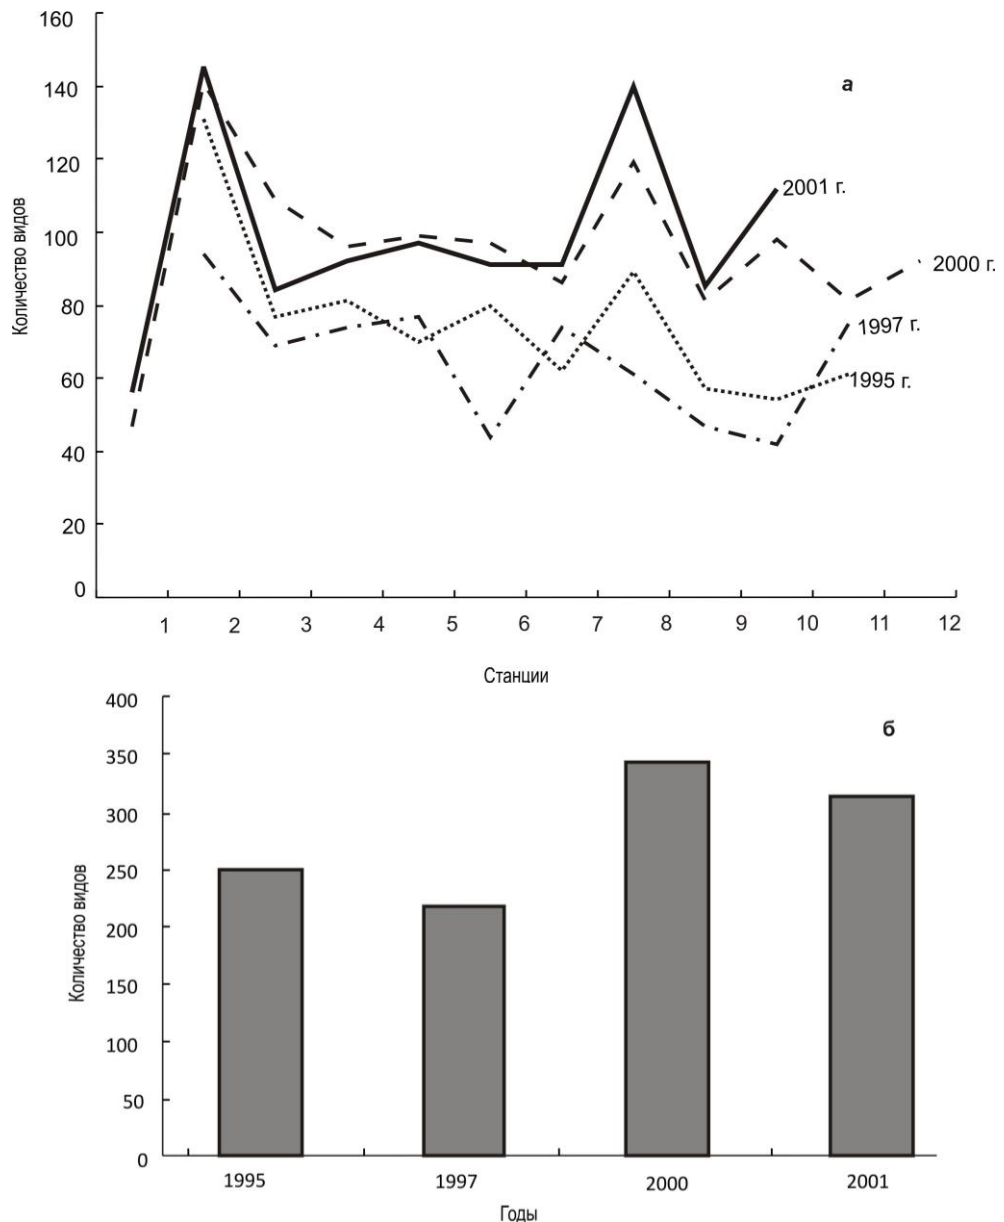 160
а
140
120
Количество видов
2001 г.
100
2000 г.
80
1997 г.
60
1995 г.
40
20
0
1 2 3 4 5 6 7 8 9 10 11 12
Станции
400
б
350
300
250
Количество видов
200
150
100
50
0
1995 1997 2000 2001
Годы